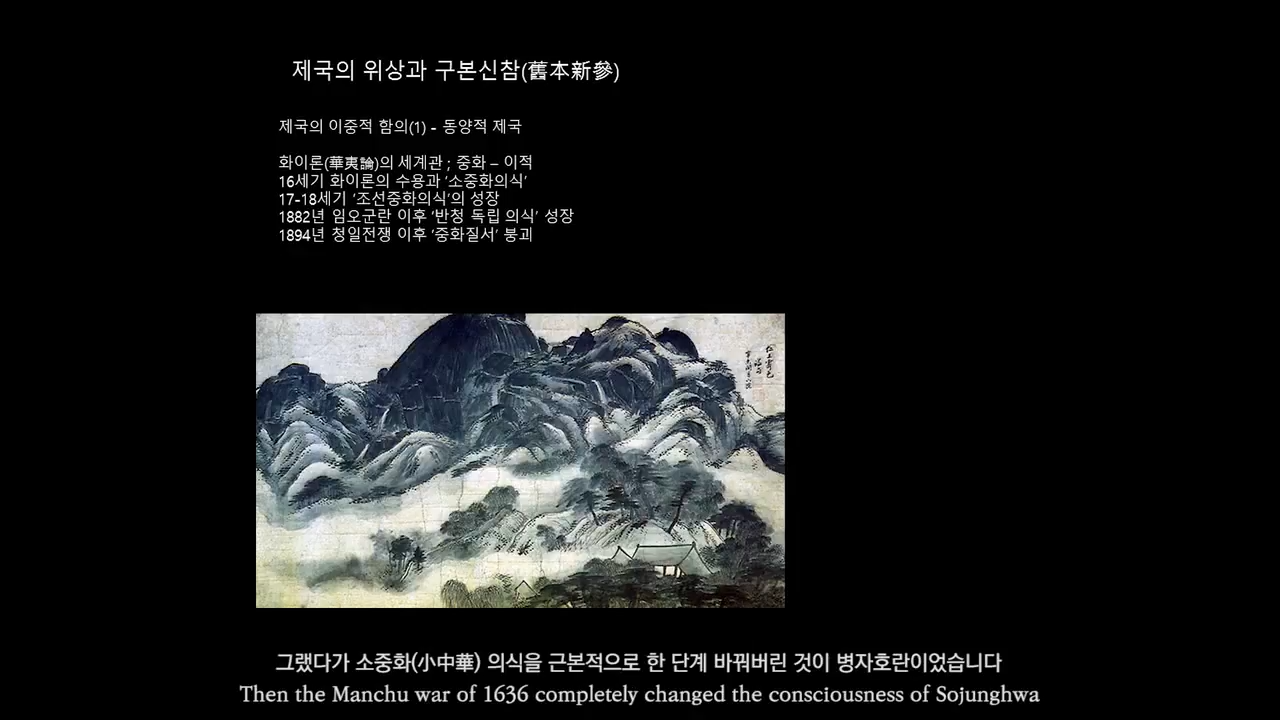 제국의 위상과 구본신참(舊本新參)
제국의 이중적 함의(1) - 동양적 제국
화이론(華夷論)의 세계관 ; 중화 – 이적
16세기 화이론의 수용과 ‘소중화의식’
17-18세기 ‘조선중화의식’의 성장
1882년 임오군란 이후 ‘반청 독립 의식’ 성장
1894년 청일전쟁 이후 ‘중화질서’ 붕괴
그랬다가 소중화(小中華) 의식을 근본적으로 한 단계 바꿔버린 것이 병자호란이었습니다
Then the Manchu war of 1636 completely changed the consciousness of Sojunghwa